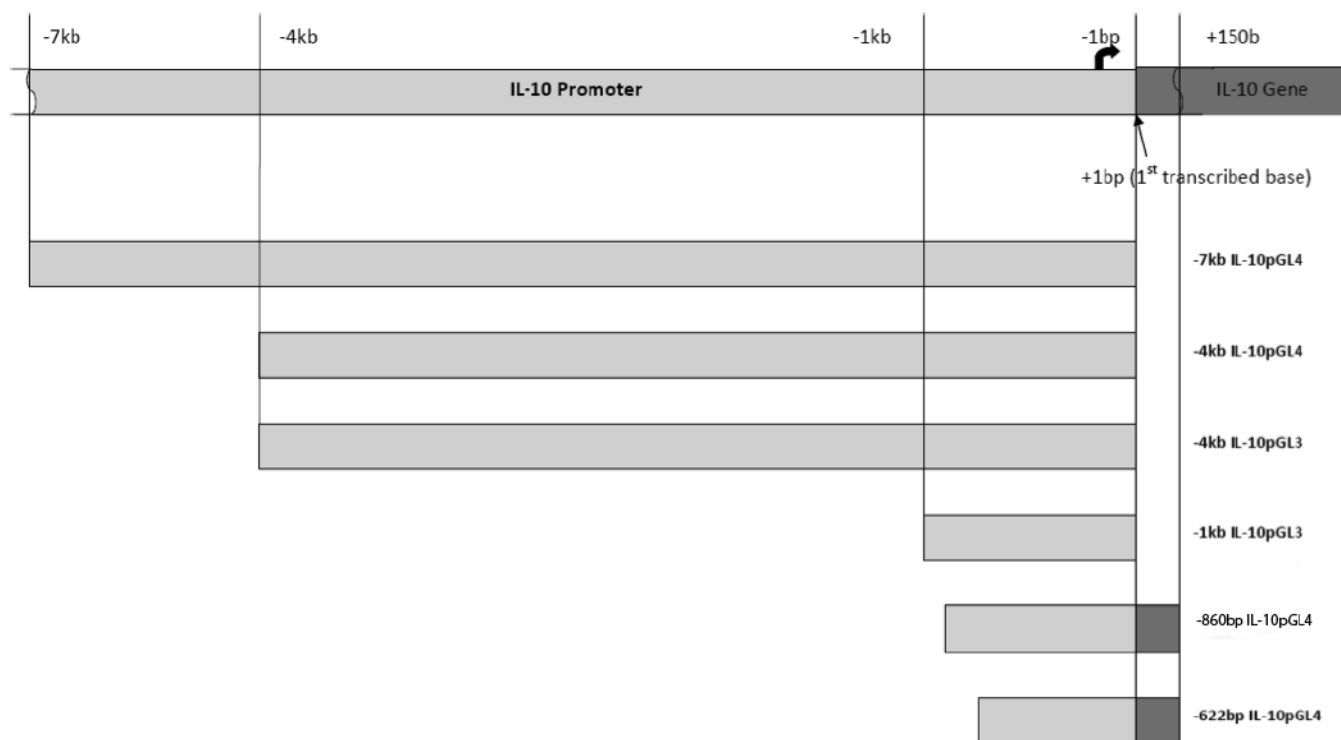 -7kb -4kb -1kb -1bp +150b
IL-10 Promoter IL-10 Gene
+1bp (1st transcribed base)
-7kb IL-10pGL4
-4kb IL-10pGL4
-4kb IL-10pGL3
-1kb IL-10pGL3
-860bp IL-10pGL4
-622bp IL-10pGL4